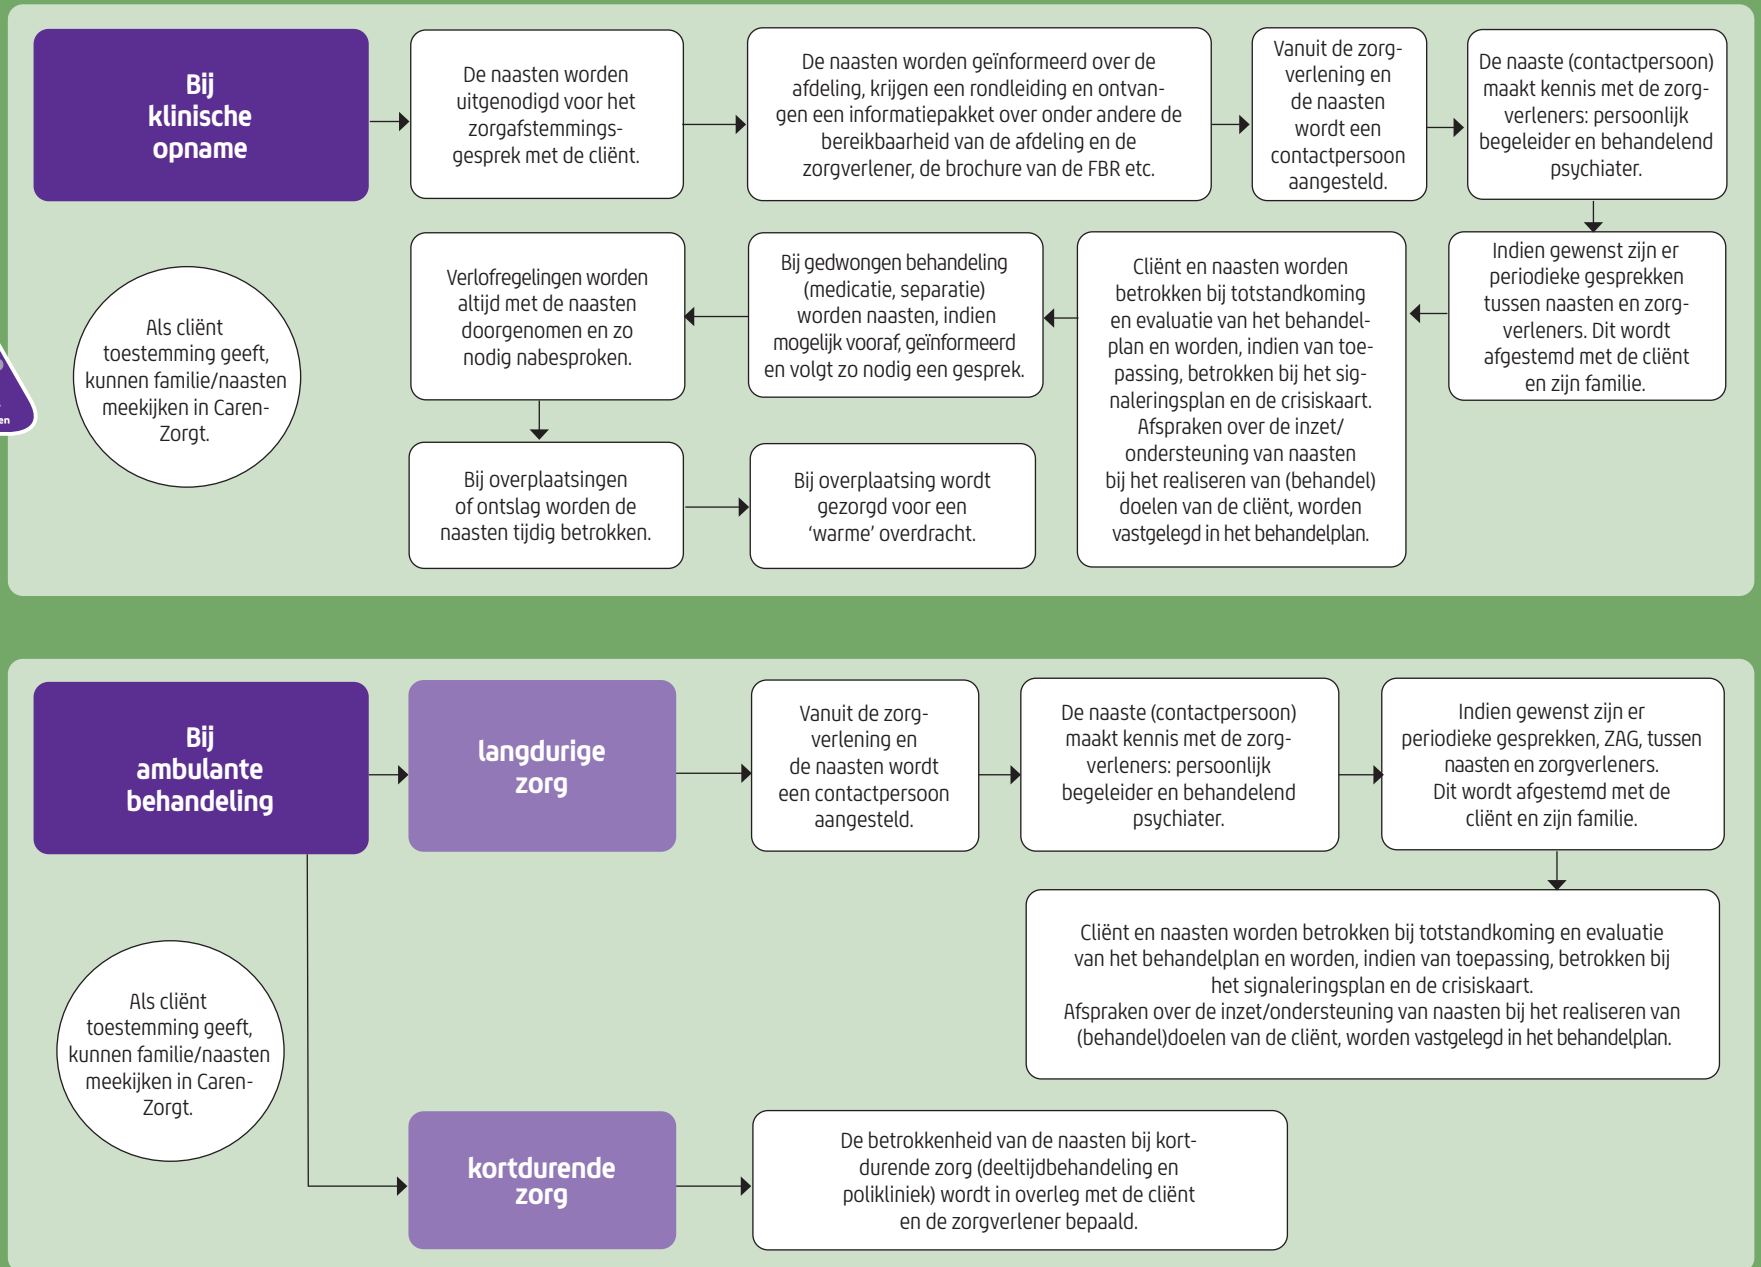 Bij
klinische
opname
De naasten worden
uitgenodigd voor het
zorgafstemmings-
gesprek met de cliënt.
De naasten worden geïnformeerd over de
afdeling, krijgen een rondleiding en ontvan-
gen een informatiepakket over onder andere de
bereikbaarheid van de afdeling en de
zorgverlener, de brochure van de FBR etc.
Vanuit de zorg-
verlening en
de naasten
wordt een
contactpersoon
aangesteld.
De naaste (contactpersoon)
maakt kennis met de zorg-
verleners: persoonlijk
begeleider en behandelend
psychiater.
Indien gewenst zijn er
periodieke gesprekken
tussen naasten en zorg-
verleners. Dit wordt
afgestemd met de cliënt
en zijn familie.
Cliënt en naasten worden
betrokken bij totstandkoming
en evaluatie van het behandel-
plan en worden, indien van toe-
passing, betrokken bij het sig-
naleringsplan en de crisiskaart.
Afspraken over de inzet/
ondersteuning van naasten
bij het realiseren van (behandel)
doelen van de cliënt, worden
vastgelegd in het behandelplan.
Bij gedwongen behandeling
(medicatie, separatie)
worden naasten, indien
mogelijk vooraf, geïnformeerd
en volgt zo nodig een gesprek.
Verlofregelingen worden
altijd met de naasten
doorgenomen en zo
nodig nabesproken.
Bij overplaatsingen
of ontslag worden de
naasten tijdig betrokken.
Bij overplaatsing wordt
gezorgd voor een
‘warme’ overdracht.
Als cliënt
toestemming geeft,
kunnen familie/naasten
meekijken in Caren-
Zorgt.
en
Bij
ambulante
behandeling
langdurige
zorg
Vanuit de zorg-
verlening en
de naasten wordt
een contactpersoon
aangesteld.
De naaste (contactpersoon)
maakt kennis met de zorg-
verleners: persoonlijk
begeleider en behandelend
psychiater.
Indien gewenst zijn er
periodieke gesprekken, ZAG, tussen
naasten en zorgverleners.
Dit wordt afgestemd met de
cliënt en zijn familie.
Cliënt en naasten worden betrokken bij totstandkoming en evaluatie
van het behandelplan en worden, indien van toepassing, betrokken bij
het signaleringsplan en de crisiskaart.
Afspraken over de inzet/ondersteuning van naasten bij het realiseren van
(behandel)doelen van de cliënt, worden vastgelegd in het behandelplan.
Als cliënt
toestemming geeft,
kunnen familie/naasten
meekijken in Caren-
Zorgt.
kortdurende
zorg
De betrokkenheid van de naasten bij kort-
durende zorg (deeltijdbehandeling en
polikliniek) wordt in overleg met de cliënt
en de zorgverlener bepaald.